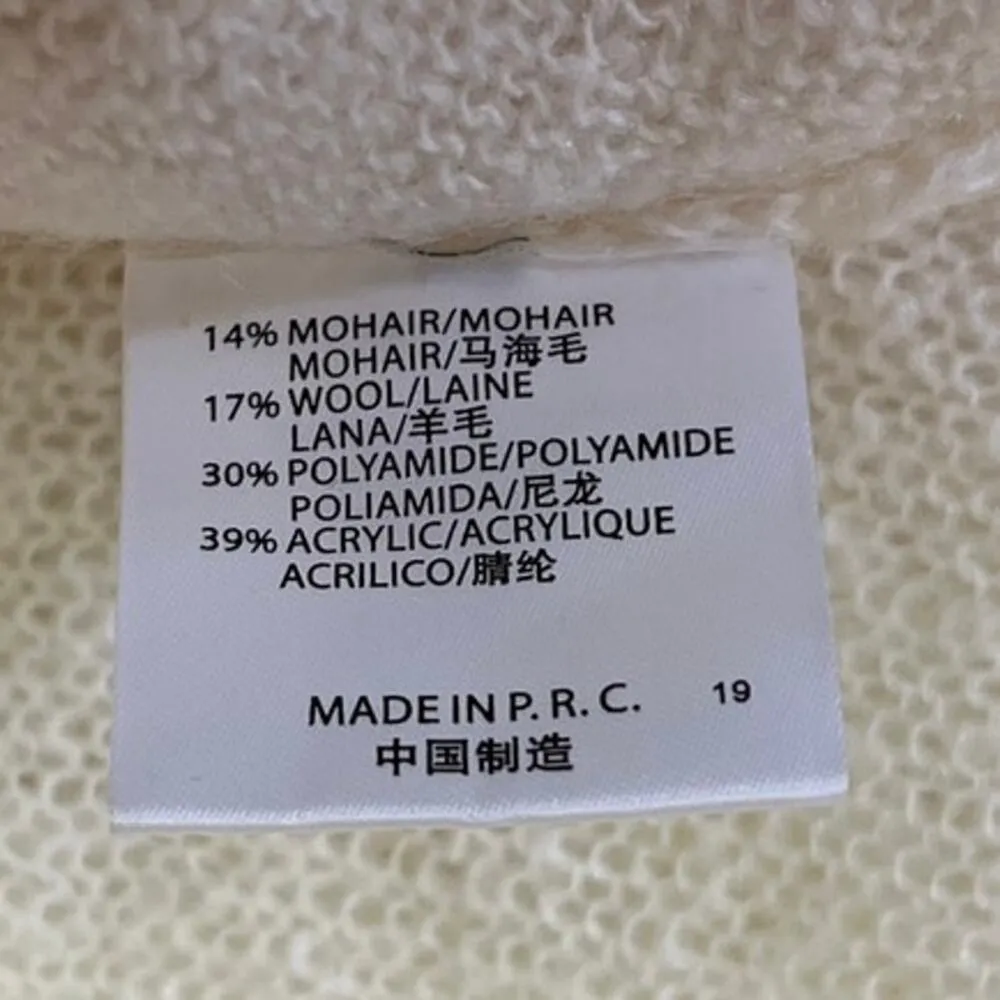 14% MOHAIR/MOHAIR
MOHAIR/马海毛
17% WOOL/LAINE
LANA/羊毛
30% POLYAMIDE/POLYAMIDE
POLIAMIDA/尼龙
39% ACRYLIC/ACRYLIQUE
ACRILICO/腈纶
MADE IN P. R. C. 19
中国制造